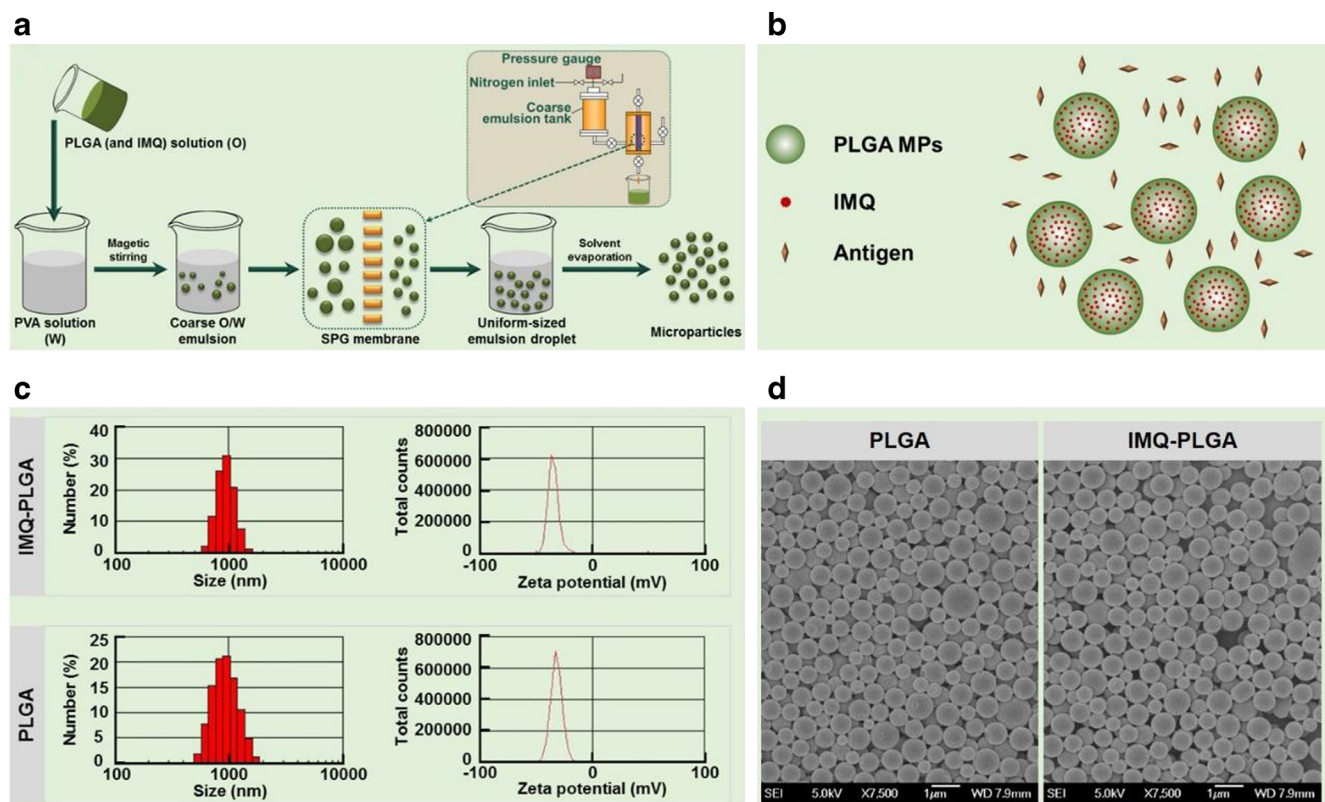 a
Pressure gauge
Nitrogen inlet
Coarse
emulsion tank
PLGA (and IMQ) solution (O)
Magetic
stirring
Solvent
evaporation
PVA solution
(W)
Coarse O/W
emulsion
SPG membrane
Uniform-sized
emulsion droplet
Microparticles
b
PLGA MPs
IMQ
Antigen
c
IMQ-PLGA
Number (%)
40
30
20
10
0
100 1000 10000
Size (nm)
Total counts
800000
600000
400000
200000
0
-100 0 100
Zeta potential (mV)
PLGA
Number (%)
25
20
15
10
5
0
100 1000 10000
Size (nm)
Total counts
800000
600000
400000
200000
0
-100 0 100
Zeta potential (mV)
d
PLGA
IMQ-PLGA
SEI 5.0kV X7,500 1μm WD 7.9mm
SEI 5.0kV X7,500 1μm WD 7.9mm